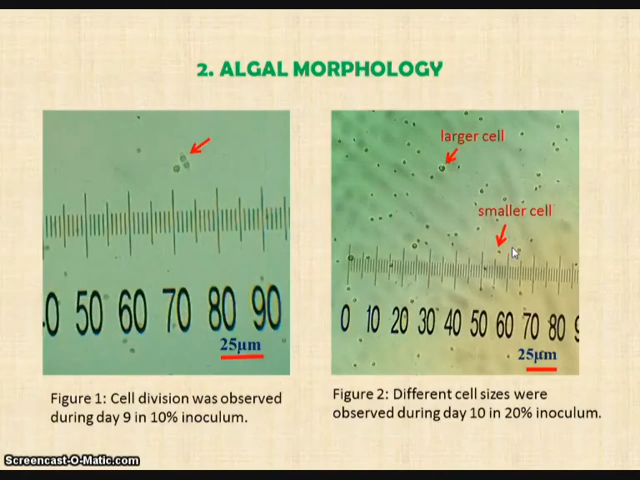 2. ALGAL MORPHOLOGY
50 60 70 80 90
25µm
Figure 1: Cell division was observed
during day 9 in 10% inoculum.
larger cell
smaller cell
0 10 20 30 40 50 60 70 80
25µm
Figure 2: Different cell sizes were
observed during day 10 in 20% inoculum.
Screencast-O-Matic.com